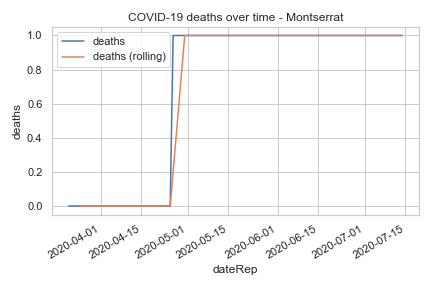 COVID-19 deaths over time - Montserrat
deaths
deaths (rolling)
1.0
0.8
0.6
0.4
0.2
0.0
deaths
2020-04-01
2020-04-15
2020-05-01
2020-05-15
2020-06-01
2020-06-15
2020-07-01
2020-07-15
dateRep